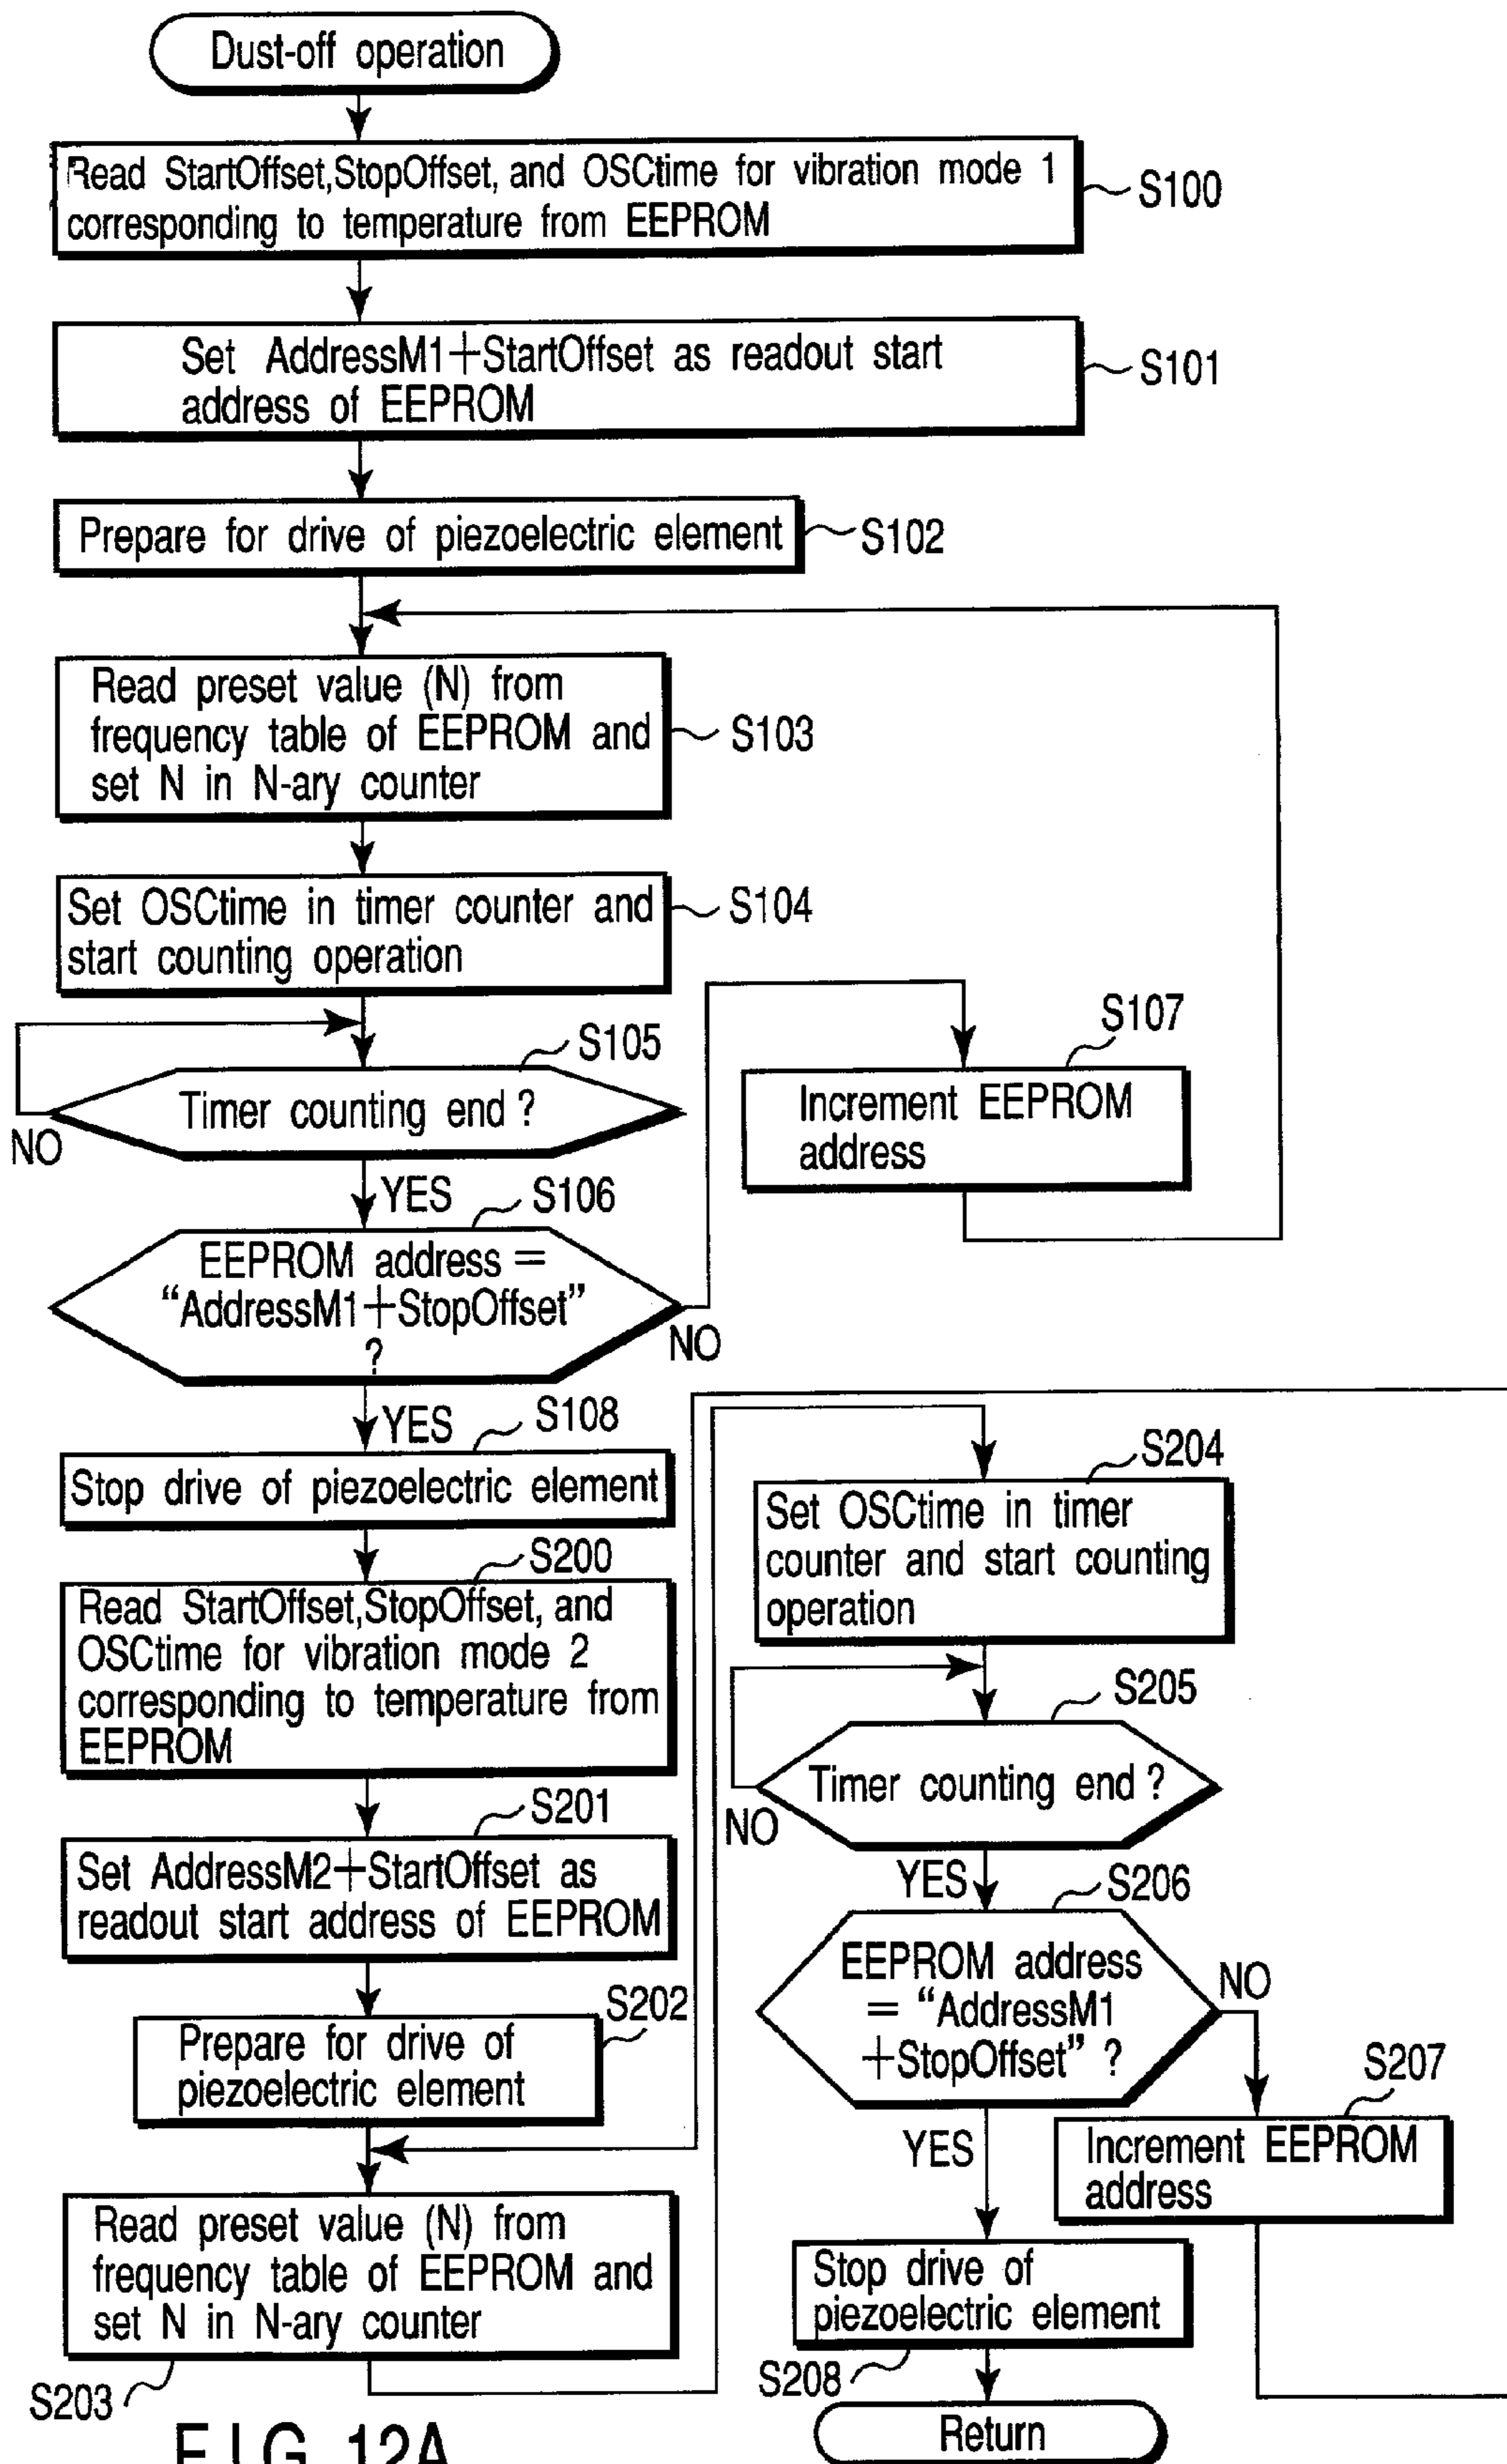 Dust-off operation
Read StartOffset,StopOffset, and OSCtime for vibration mode 1
corresponding to temperature from EEPROM
S100
Set AddressM1+StartOffset as readout start
address of EEPROM
S101
Prepare for drive of piezoelectric element
S102
Read preset value (N) from
frequency table of EEPROM and
set N in N-ary counter
S103
Set OSCtime in timer counter and
start counting operation
S104
S105
Timer counting end ?
NO
YES
S106
EEPROM address =
“AddressM1+StopOffset”
?
NO
S107
Increment EEPROM
address
YES
S108
Stop drive of piezoelectric element
S200
Read StartOffset,StopOffset, and
OSCtime for vibration mode 2
corresponding to temperature from
EEPROM
S201
Set AddressM2+StartOffset as
readout start address of EEPROM
S202
Prepare for drive of
piezoelectric element
Read preset value (N) from
frequency table of EEPROM and
set N in N-ary counter
S203
S204
Set OSCtime in timer
counter and start counting
operation
S205
Timer counting end ?
NO
YES
S206
EEPROM address
= “AddressM1
+StopOffset” ?
NO
S207
Increment EEPROM
address
YES
Stop drive of
piezoelectric element
S208
Return
FIG. 12A